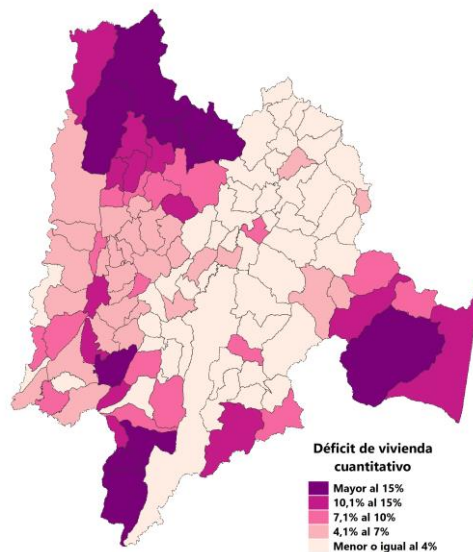 Déficit de vivienda
cuantitativo
Mayor al 15%
10,1% al 15%
7,1% al 10%
4,1% al 7%
Menor o igual al 4%